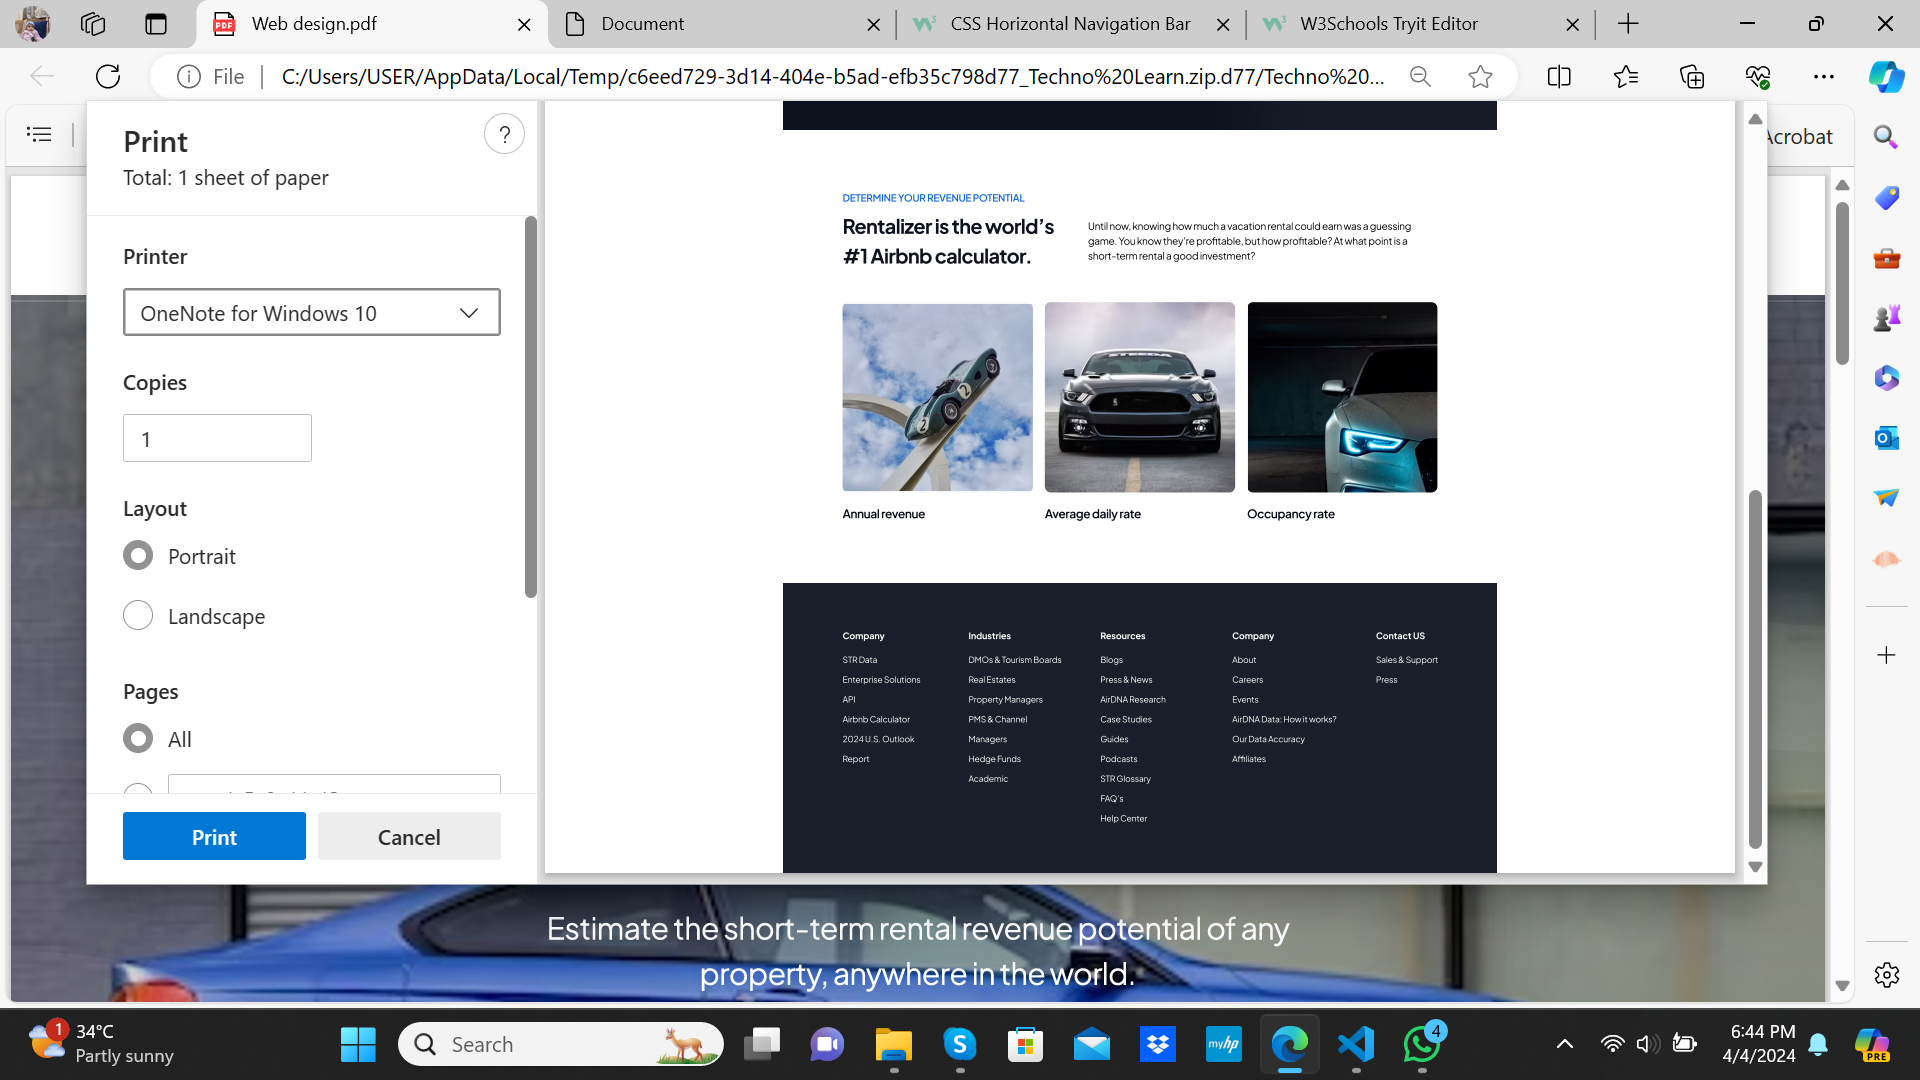 Web design.pdf
Document
CSS Horizontal Navigation Bar
W3Schools Tryit Editor
File
C:/Users/USER/AppData/Local/Temp/c6eed729-3d14-404e-b5ad-efb35c798d77_Techno%20Learn.zip.d77/Techno%20...
Print
?
Total: 1 sheet of paper
Acrobat
Printer
OneNote for Windows 10
Copies
1
Layout
Portrait
Landscape
Pages
All
Print
Cancel
DETERMINE YOUR REVENUE POTENTIAL
Rentalizer is the world’s
#1 Airbnb calculator.
Until now, knowing how much a vacation rental could earn was a guessing
game. You know they're profitable, but how profitable? At what point is a
short-term rental a good investment?
2
2
STEEDA
Annual revenue
Average daily rate
Occupancy rate
Company
STR Data
Enterprise Solutions
API
Airbnb Calculator
2024 U.S. Outlook
Report
Industries
DMOs & Tourism Boards
Real Estates
Property Managers
PMS & Channel
Managers
Hedge Funds
Academic
Resources
Blogs
Press & News
AirDNA Research
Case Studies
Guides
Podcasts
STR Glossary
FAQ's
Help Center
Company
About
Careers
Events
AirDNA Data: How it works?
Our Data Accuracy
Affiliates
Contact US
Sales & Support
Press
Estimate the short-term rental revenue potential of any
property, anywhere in the world.
1
34°C
Partly sunny
Search
myhp
4
6:44 PM
4/4/2024
PRE